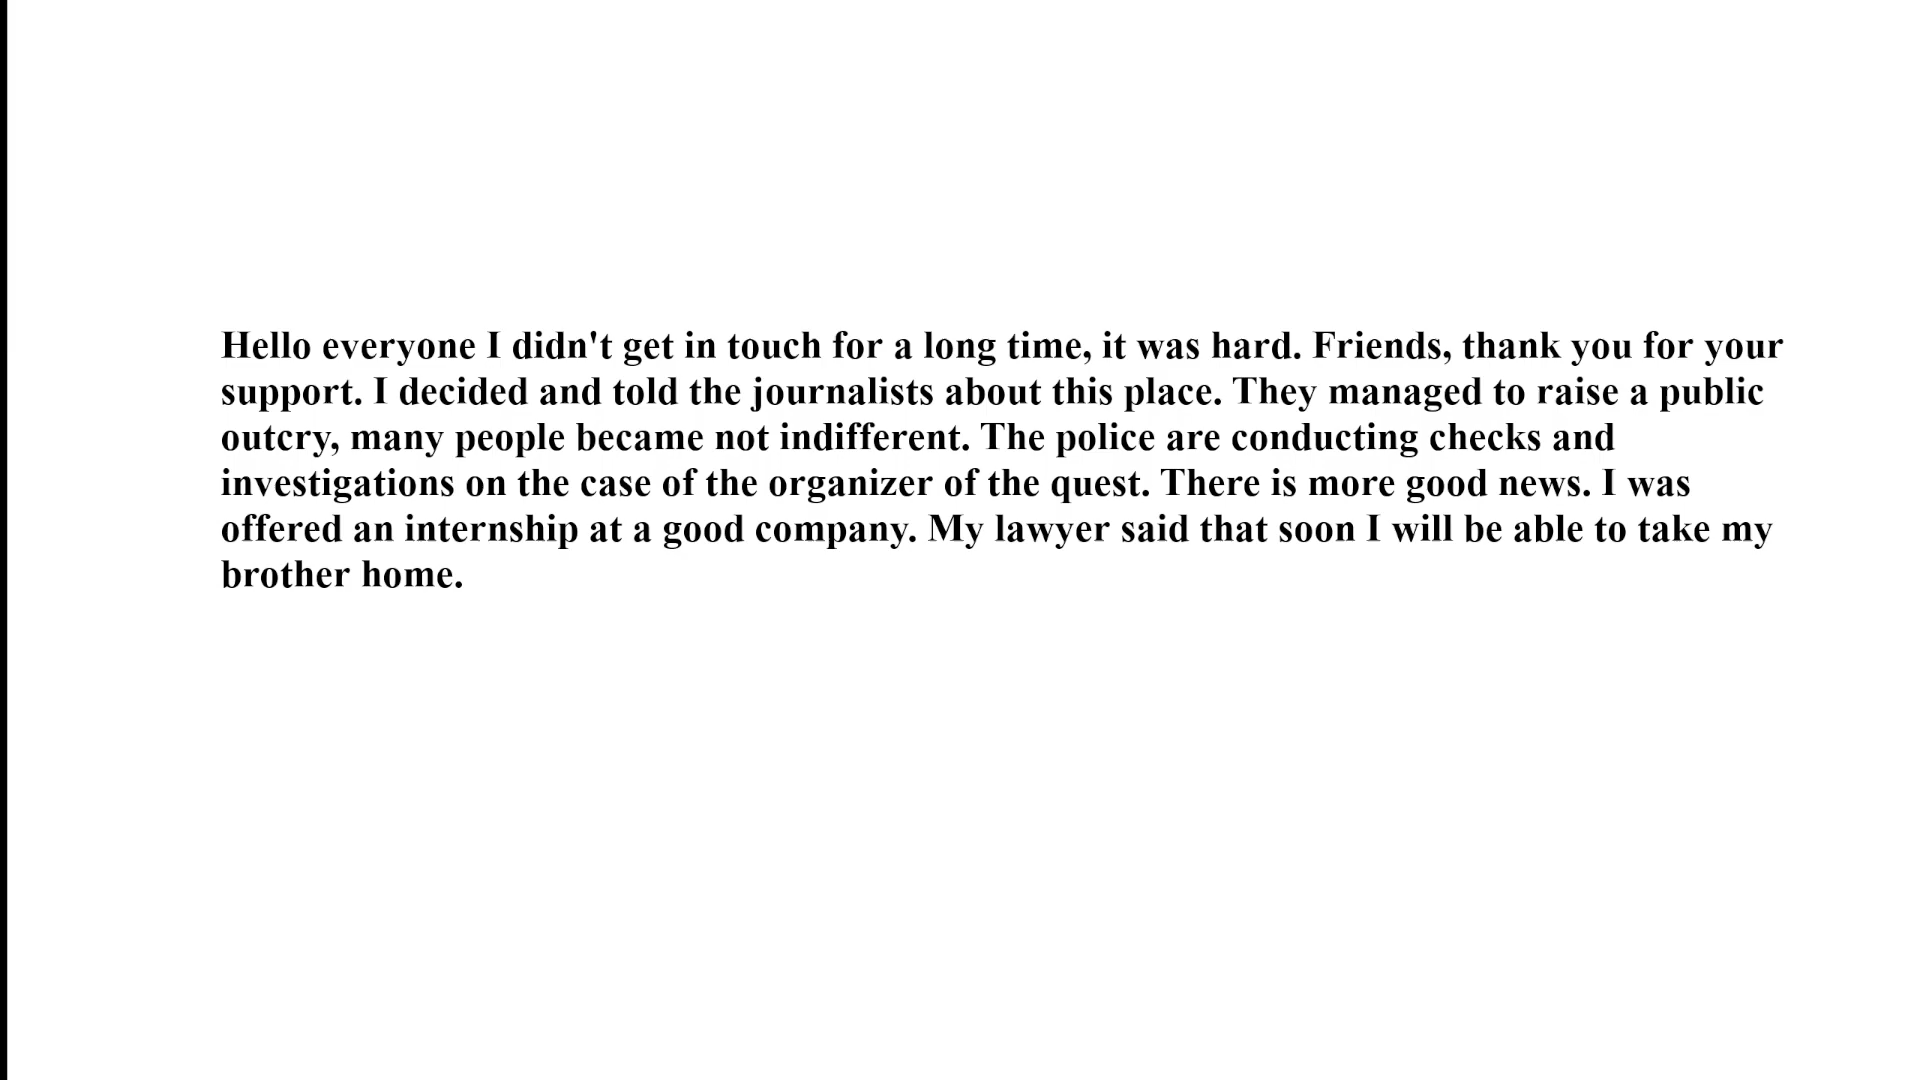 Hello everyone I didn't get in touch for a long time, it was hard. Friends, thank you for your
support. I decided and told the journalists about this place. They managed to raise a public
outcry, many people became not indifferent. The police are conducting checks and
investigations on the case of the organizer of the quest. There is more good news. I was
offered an internship at a good company. My lawyer said that soon I will be able to take my
brother home.